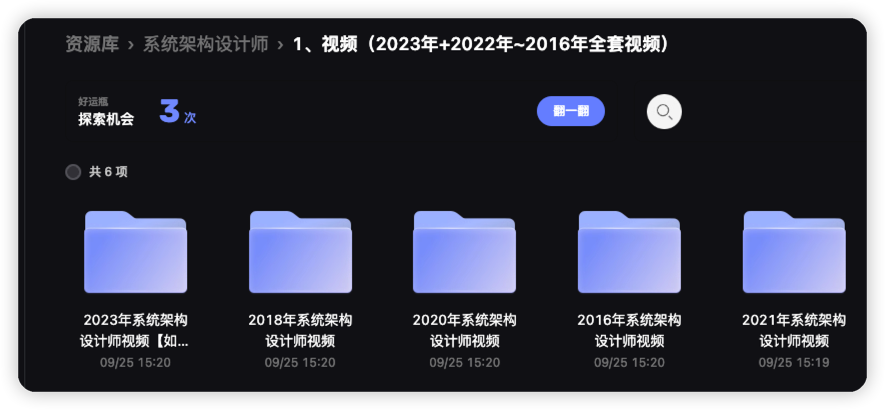 资源库 › 系统架构设计师 › 1、视频（2023年+2022年~2016年全套视频）
好运瓶
探索机会 3 次
翻一翻
共 6 项
2023年系统架构
设计师视频【如...
09/25 15:20
2018年系统架构
设计师视频
09/25 15:20
2020年系统架构
设计师视频
09/25 15:20
2016年系统架构
设计师视频
09/25 15:20
2021年系统架构
设计师视频
09/25 15:19